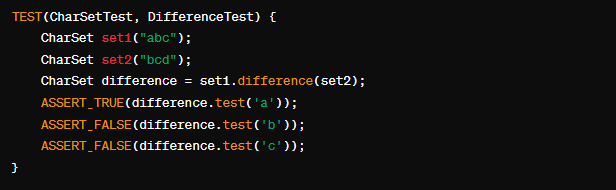 TEST(CharSetTest, DifferenceTest) {
    CharSet set1("abc");
    CharSet set2("bcd");
    CharSet difference = set1.difference(set2);
    ASSERT_TRUE(difference.test('a'));
    ASSERT_FALSE(difference.test('b'));
    ASSERT_FALSE(difference.test('c'));
}